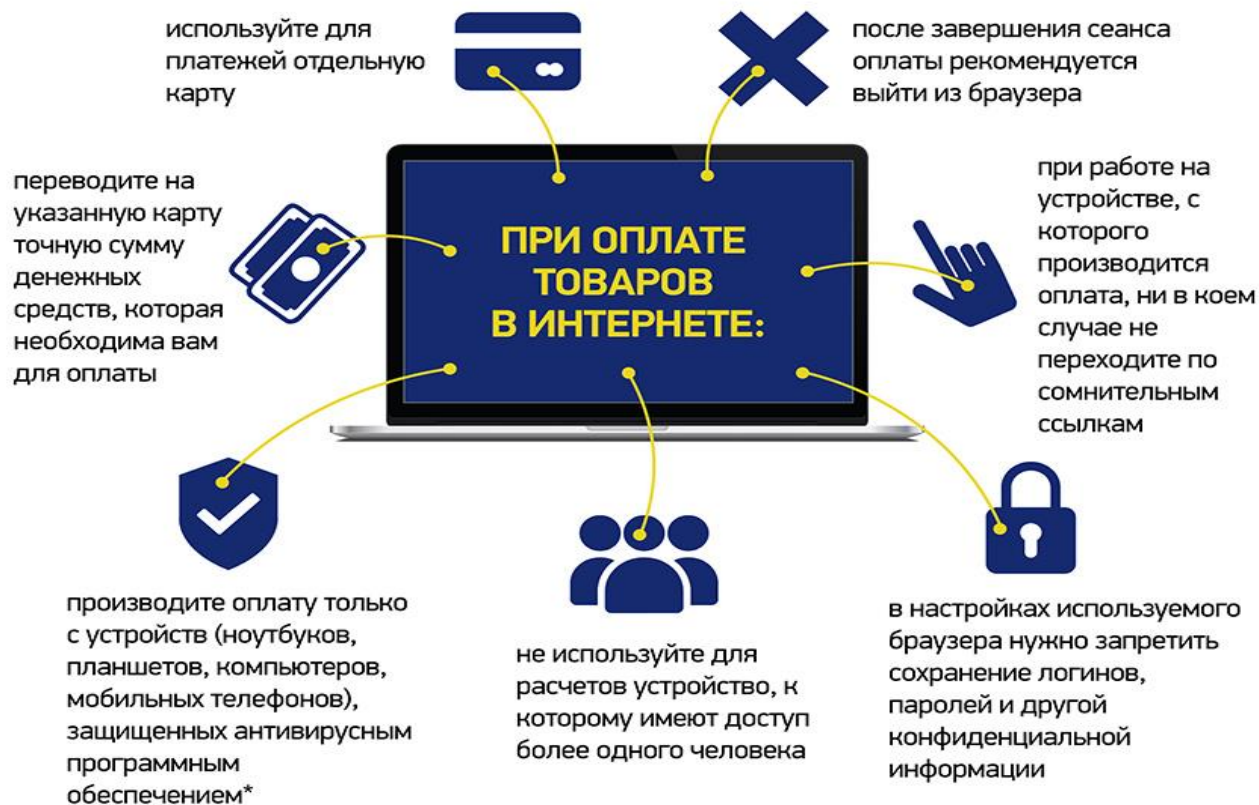 используйте для
платежей отдельную
карту
после завершения сеанса
оплаты рекомендуется
выйти из браузера
переводите на
указанную карту
точную сумму
денежных
средств, которая
необходима вам
для оплаты
ПРИ ОПЛАТЕ
ТОВАРОВ
В ИНТЕРНЕТЕ:
при работе на
устройстве, с
которого
производится
оплата, ни в коем
случае не
переходите по
сомнительным
ссылкам
производите оплату только
с устройств (ноутбуков,
планшетов, компьютеров,
мобильных телефонов),
защищенных антивирусным
программным
обеспечением*
не используйте для
расчетов устройство, к
которому имеют доступ
более одного человека
в настройках используемого
браузера нужно запретить
сохранение логинов,
паролей и другой
конфиденциальной
информации